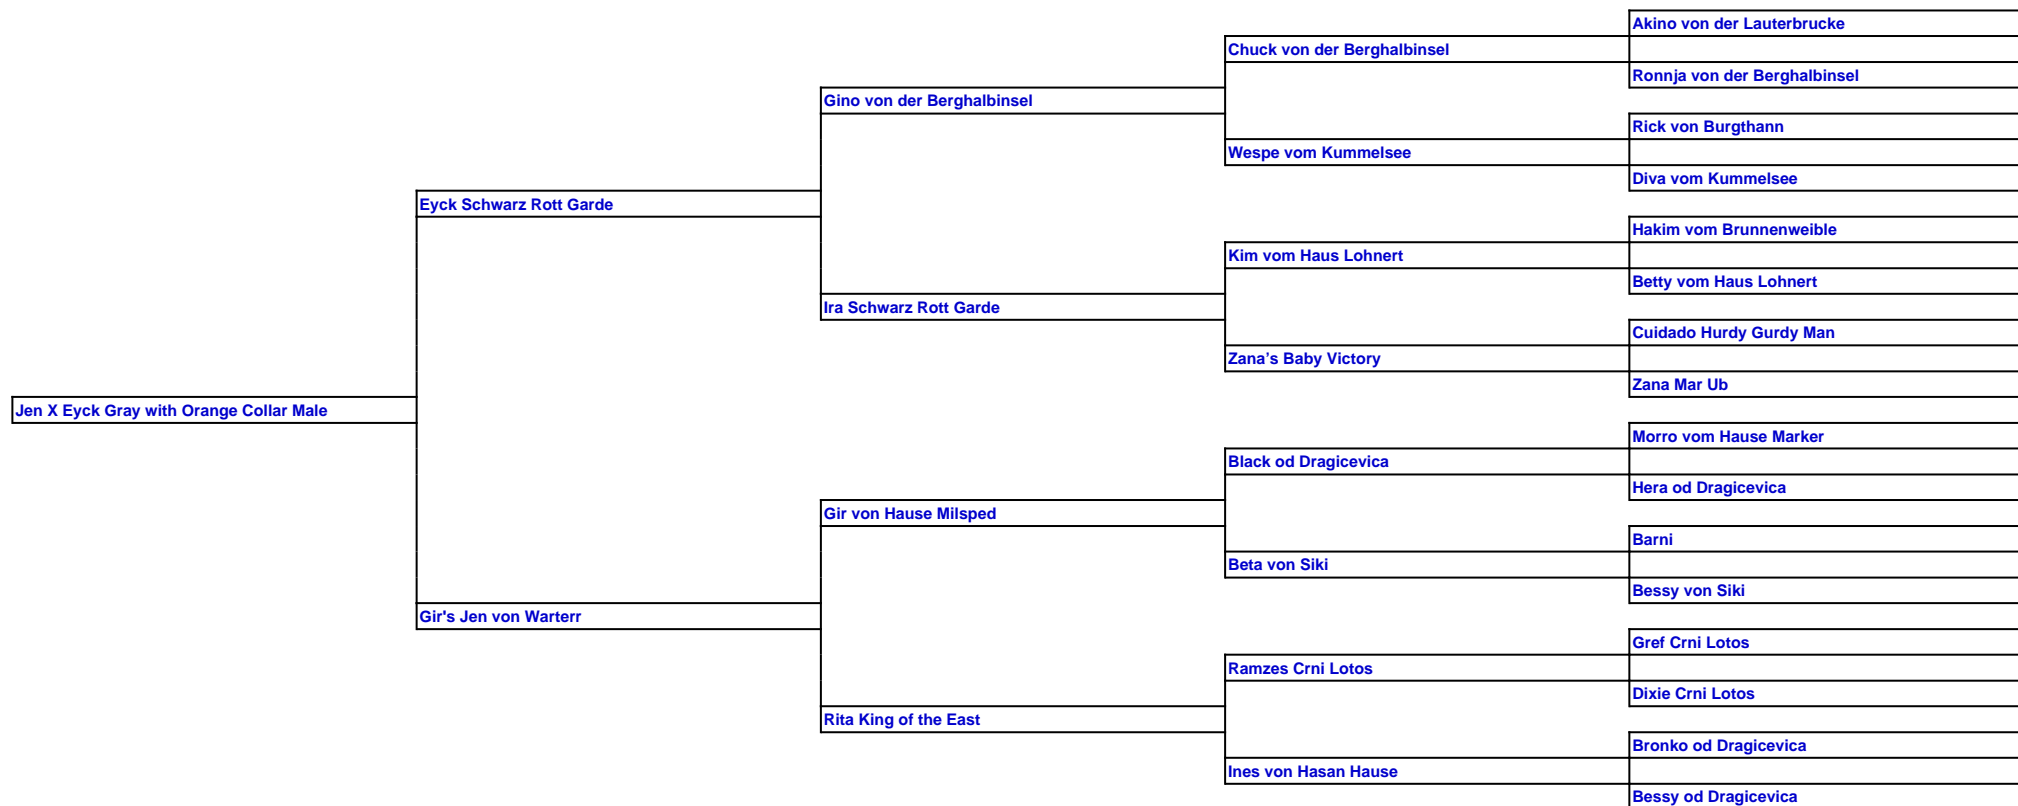 Akino von der Lauterbrucke
Chuck von der Berghalbinsel
Ronnja von der Berghalbinsel
Gino von der Berghalbinsel
Rick von Burgthann
Wespe vom Kummelsee
Diva vom Kummelsee
Eyck Schwarz Rott Garde
Hakim vom Brunnenweible
Kim vom Haus Lohnert
Betty vom Haus Lohnert
Ira Schwarz Rott Garde
Cuidado Hurdy Gurdy Man
Zana’s Baby Victory
Zana Mar Ub
Jen X Eyck Gray with Orange Collar Male
Morro vom Hause Marker
Black od Dragicevica
Hera od Dragicevica
Gir von Hause Milsped
Barni
Beta von Siki
Bessy von Siki
Gir's Jen von Warterr
Gref Crni Lotos
Ramzes Crni Lotos
Dixie Crni Lotos
Rita King of the East
Bronko od Dragicevica
Ines von Hasan Hause
Bessy od Dragicevica